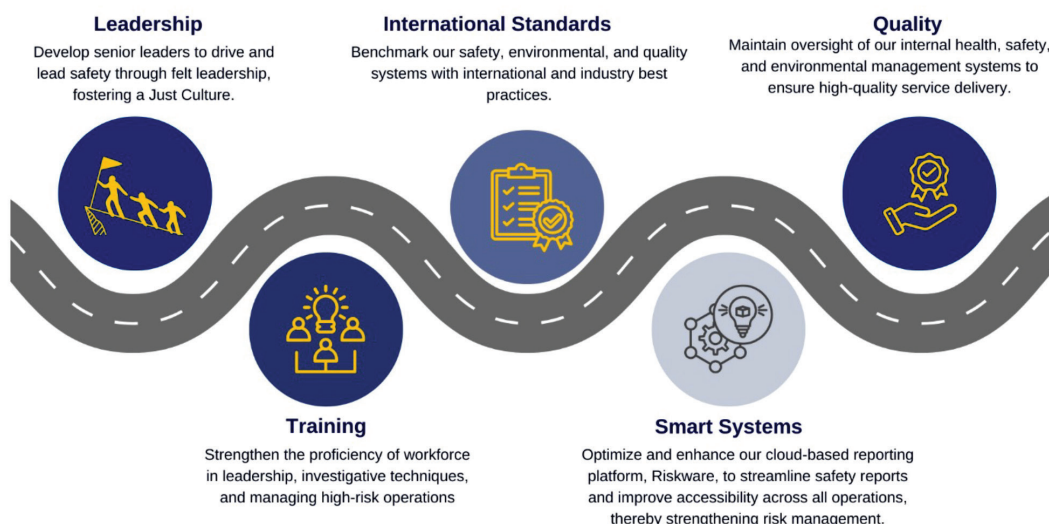 Leadership
Develop senior leaders to drive and
lead safety through felt leadership,
fostering a Just Culture.
International Standards
Benchmark our safety, environmental, and quality
systems with international and industry best
practices.
Quality
Maintain oversight of our internal health, safety,
and environmental management systems to
ensure high-quality service delivery.
Training
Strengthen the proficiency of workforce
in leadership, investigative techniques,
and managing high-risk operations
Smart Systems
Optimize and enhance our cloud-based reporting
platform, Riskware, to streamline safety reports
and improve accessibility across all operations,
thereby strengthening risk management.